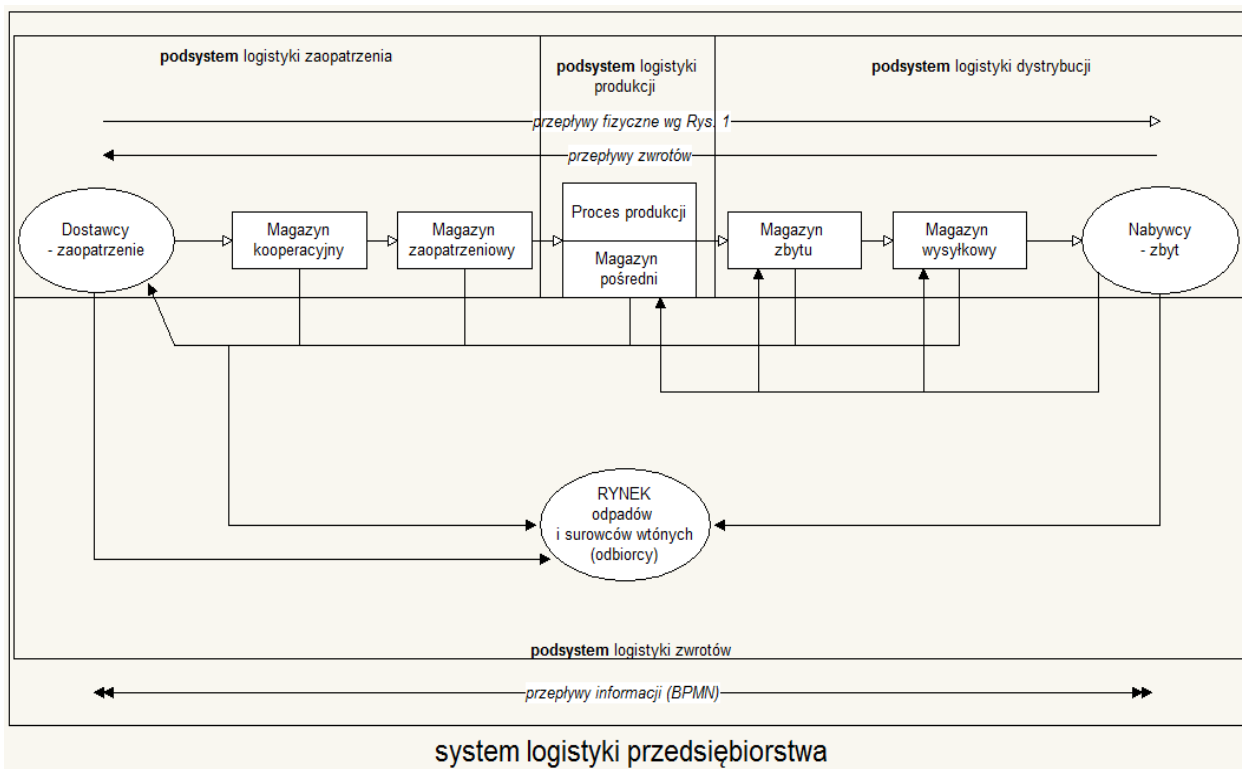 podsystem logistyki zaopatrzenia
podsystem logistyki
produkcji
podsystem logistyki dystrybucji
przepływy fizyczne wg Rys. 1
przepływy zwrotów
Dostawcy
- zaopatrzenie
Magazyn
kooperacyjny
Magazyn
zaopatrzeniowy
Proces produkcji
Magazyn
pośredni
Magazyn
zbytu
Magazyn
wysyłkowy
Nabywcy
- zbyt
RYNEK
odpadów
i surowców wtónych
(odbiorcy)
podsystem logistyki zwrotów
przepływy informacji (BPMN)
system logistyki przedsiębiorstwa